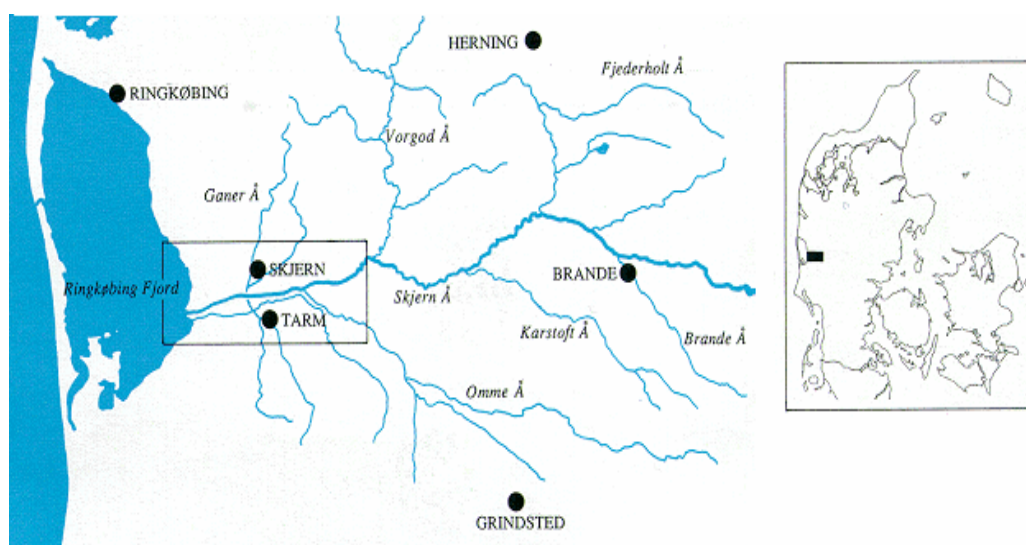 HERNING
Fjederholt Å
RINGKØBING
Vorgod Å
Ganer Å
SKJERN
BRANDE
Ringkøbing Fjord
Skjern Å
TARM
Karstoft Å
Brande Å
Omme Å
GRINDSTED